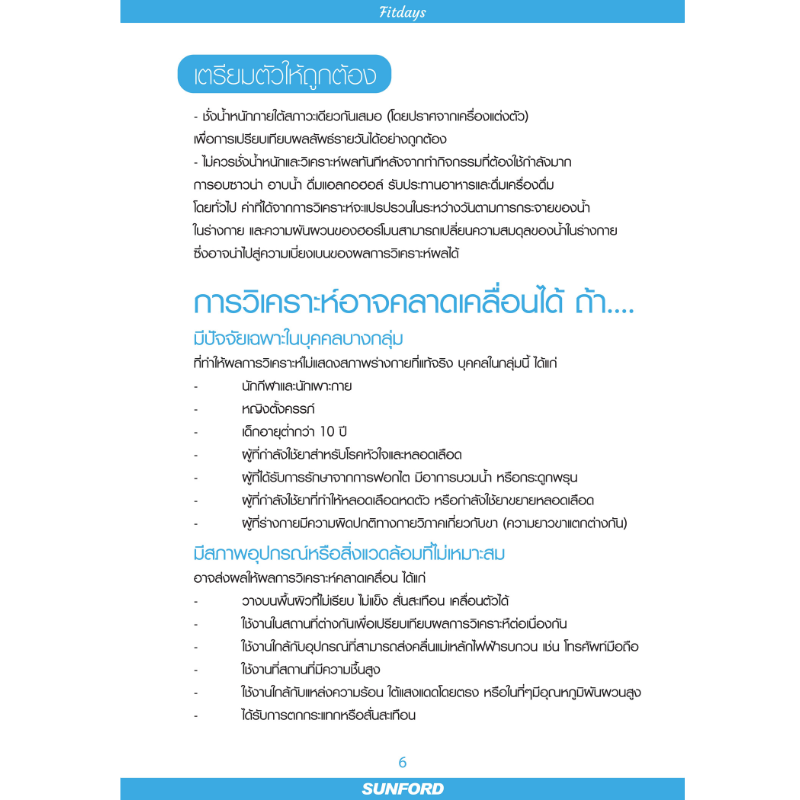 Fitdays
เตรียมตัวให้ถูกต้อง
- ชั่งน้ำหนักภายใต้สภาวะเดียวกันเสมอ (โดยปราศจากเครื่องแต่งตัว)
เพื่อการเปรียบเทียบผลลัพธ์รายวันได้อย่างถูกต้อง
- ไม่ควรชั่งน้ำหนักและวิเคราะห์ผลทันทีหลังจากทำกิจกรรมที่ต้องใช้กำลังมาก
การอบซาวน่า อาบน้ำ ดื่มแอลกอฮอล์ รับประทานอาหารและดื่มเครื่องดื่ม
โดยทั่วไป ค่าที่ได้จากการวิเคราะห์จะแปรปรวนในระหว่างวันตามการกระจายของน้ำ
ในร่างกาย และความผันผวนของฮอร์โมนสามารถเปลี่ยนความสมดุลของน้ำในร่างกาย
ซึ่งอาจนำไปสู่ความเบี่ยงเบนของผลการวิเคราะห์ผลได้
การวิเคราะห์อาจคลาดเคลื่อนได้ ถ้า....
มีปัจจัยเฉพาะในบุคคลบางกลุ่ม
ที่ทำให้ผลการวิเคราะห์ไม่แสดงสภาพร่างกายที่แท้จริง บุคคลในกลุ่มนี้ ได้แก่
- นักกีฬาและนักเพาะกาย
- หญิงตั้งครรภ์
- เด็กอายุต่ำกว่า 10 ปี
- ผู้ที่กำลังใช้ยาสำหรับโรคหัวใจและหลอดเลือด
- ผู้ที่ได้รับการรักษาจากการฟอกไต มีอาการบวมน้ำ หรือกระดูกพรุน
- ผู้ที่กำลังใช้ยาที่ทำให้หลอดเลือดหดตัว หรือกำลังใช้ยาขยายหลอดเลือด
- ผู้ที่ร่างกายมีความผิดปกติทางกายวิภาคเกี่ยวกับขา (ความยาวขาแตกต่างกัน)
มีสภาพอุปกรณ์หรือสิ่งแวดล้อมที่ไม่เหมาะสม
อาจส่งผลให้ผลการวิเคราะห์คลาดเคลื่อน ได้แก่
- วางบนพื้นผิวที่ไม่เรียบ ไม่แข็ง สั่นสะเทือน เคลื่อนตัวได้
- ใช้งานในสถานที่ต่างกันเพื่อเปรียบเทียบผลการวิเคราะห์ต่อเนื่องกัน
- ใช้งานใกล้กับอุปกรณ์ที่สามารถส่งคลื่นแม่เหล็กไฟฟ้ารบกวน เช่น โทรศัพท์มือถือ
- ใช้งานที่สถานที่มีความชื้นสูง
- ใช้งานใกล้กับแหล่งความร้อน ใต้แสงแดดโดยตรง หรือในที่ๆมีอุณหภูมิผันผวนสูง
- ได้รับการตกกระแทกหรือสั่นสะเทือน
6
SUNFORD